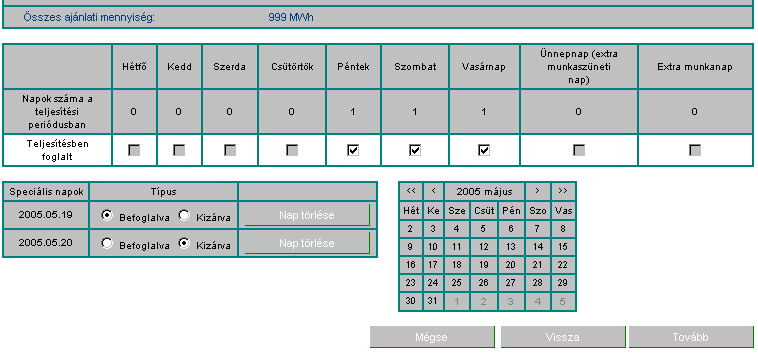 Összes ajánlati mennyiség: 999 MWh
Hétfő Kedd Szerda Csütörtök Péntek Szombat Vasárnap Ünnepnap (extra munkaszüneti nap) Extra munkanap
Napok száma a teljesítési periódusban 0 0 0 0 1 1 1 0 0
Teljesítésben foglalt
Speciális napok Típus
2005.05.19 Befoglalva Kizárva Nap törlése
2005.05.20 Befoglalva Kizárva Nap törlése
<< < 2005 május > >>
Hét Ke Sze Csüt Pén Szo Vas
2 3 4 5 6 7 8
9 10 11 12 13 14 15
16 17 18 19 20 21 22
23 24 25 26 27 28 29
30 31 1 2 3 4 5
Mégse Vissza Tovább